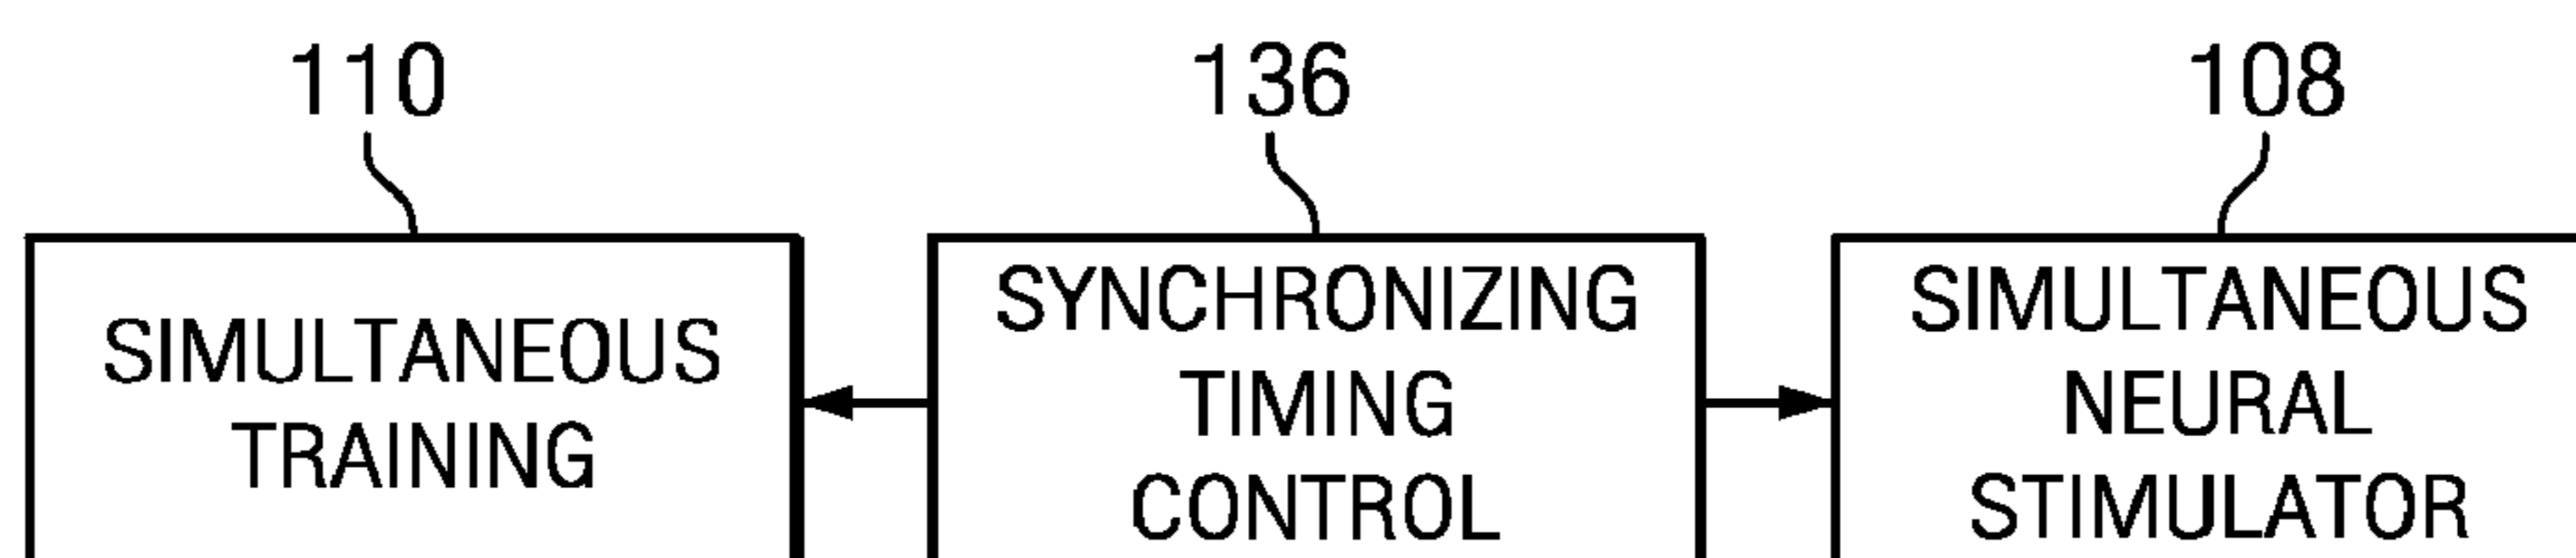 110
136
108
SIMULTANEOUS
TRAINING
SYNCHRONIZING
TIMING
CONTROL
SIMULTANEOUS
NEURAL
STIMULATOR